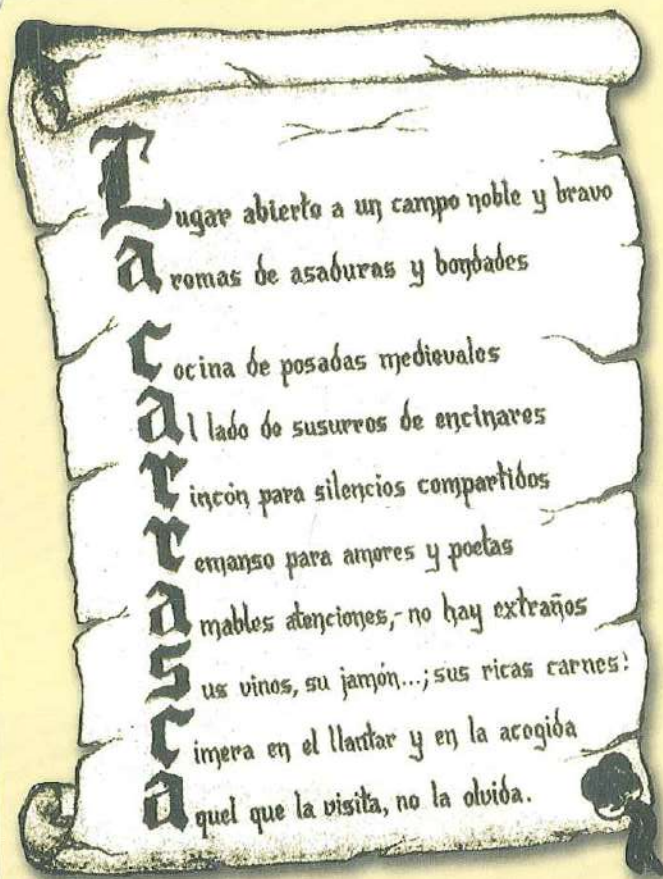 Lugar abierto a un campo noble y bravo
aromas de asaduras y bondades
cocina de posadas medievales
al lado de susurros de encinares
rincón para silencios compartidos
remanso para amores y poetas
amables atenciones,- no hay extraños
sus vinos, su jamón...¡sus ricas carnes!
cimera en el llantar y en la acogida
aquel que la visita, no la olvida.